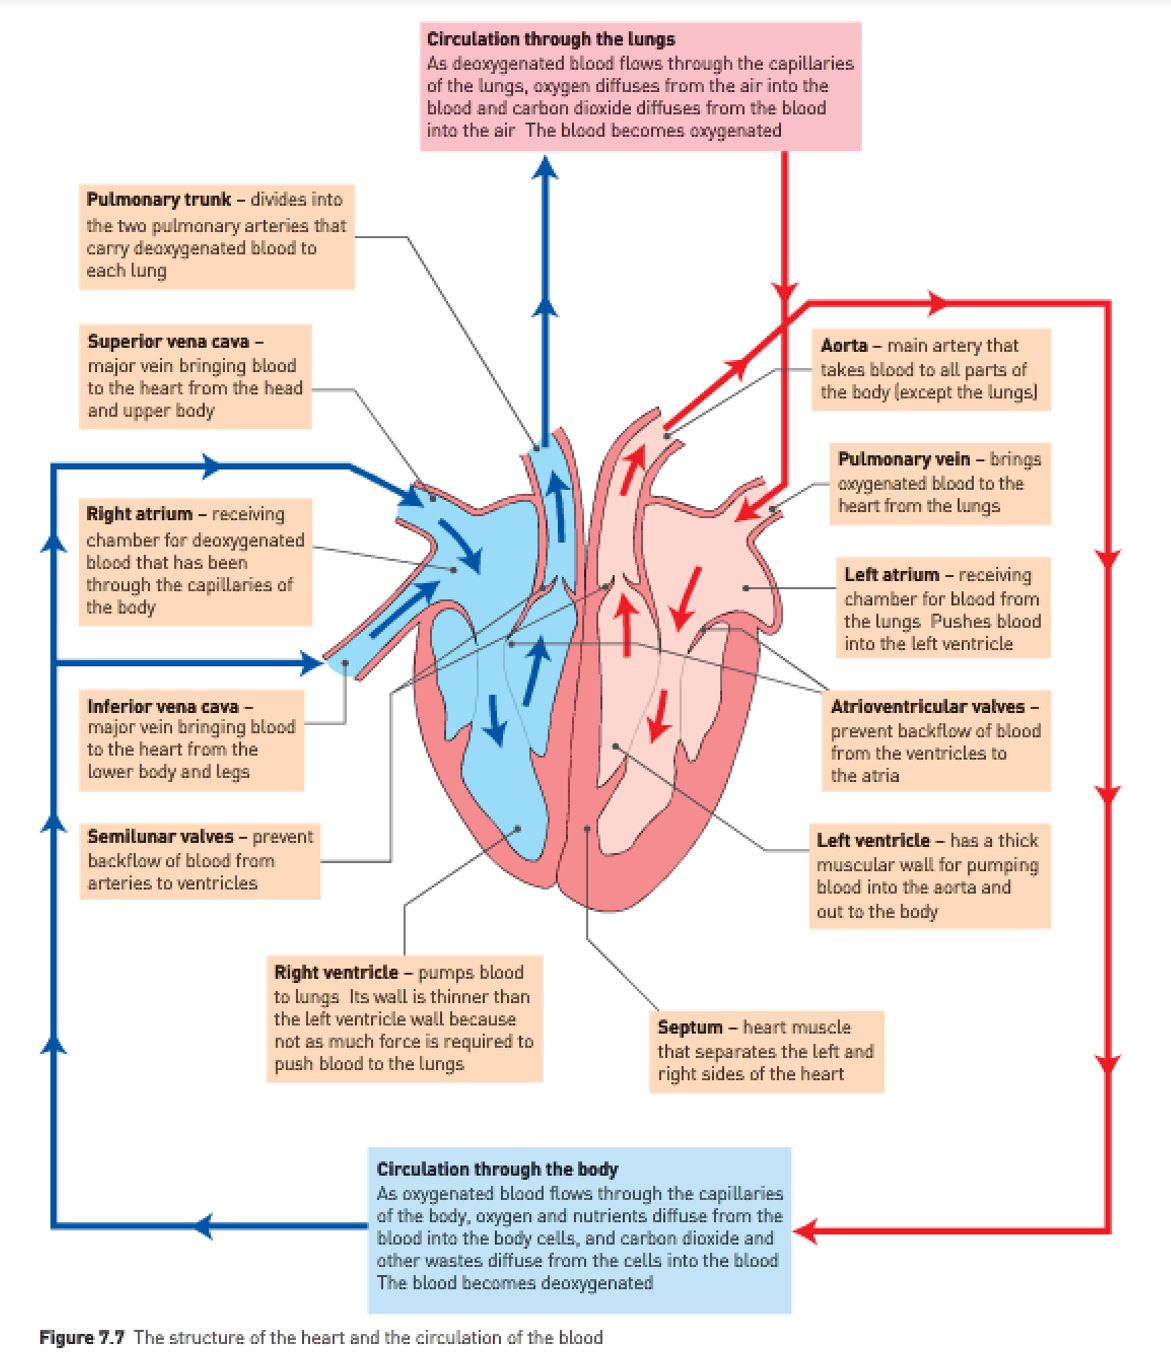 Circulation through the lungs
As deoxygenated blood flows through the capillaries
of the lungs, oxygen diffuses from the air into the
blood and carbon dioxide diffuses from the blood
into the air The blood becomes oxygenated
Pulmonary trunk – divides into
the two pulmonary arteries that
carry deoxygenated blood to
each lung
Superior vena cava –
major vein bringing blood
to the heart from the head
and upper body
Aorta – main artery that
takes blood to all parts of
the body (except the lungs)
Pulmonary vein – brings
oxygenated blood to the
heart from the lungs
Right atrium – receiving
chamber for deoxygenated
blood that has been
through the capillaries of
the body
Left atrium – receiving
chamber for blood from
the lungs Pushes blood
into the left ventricle
Inferior vena cava –
major vein bringing blood
to the heart from the
lower body and legs
Atrioventricular valves –
prevent backflow of blood
from the ventricles to
the atria
Semilunar valves – prevent
backflow of blood from
arteries to ventricles
Left ventricle – has a thick
muscular wall for pumping
blood into the aorta and
out to the body
Right ventricle – pumps blood
to lungs Its wall is thinner than
the left ventricle wall because
not as much force is required to
push blood to the lungs
Septum – heart muscle
that separates the left and
right sides of the heart
Circulation through the body
As oxygenated blood flows through the capillaries
of the body, oxygen and nutrients diffuse from the
blood into the body cells, and carbon dioxide and
other wastes diffuse from the cells into the blood
The blood becomes deoxygenated
Figure 7.7 The structure of the heart and the circulation of the blood